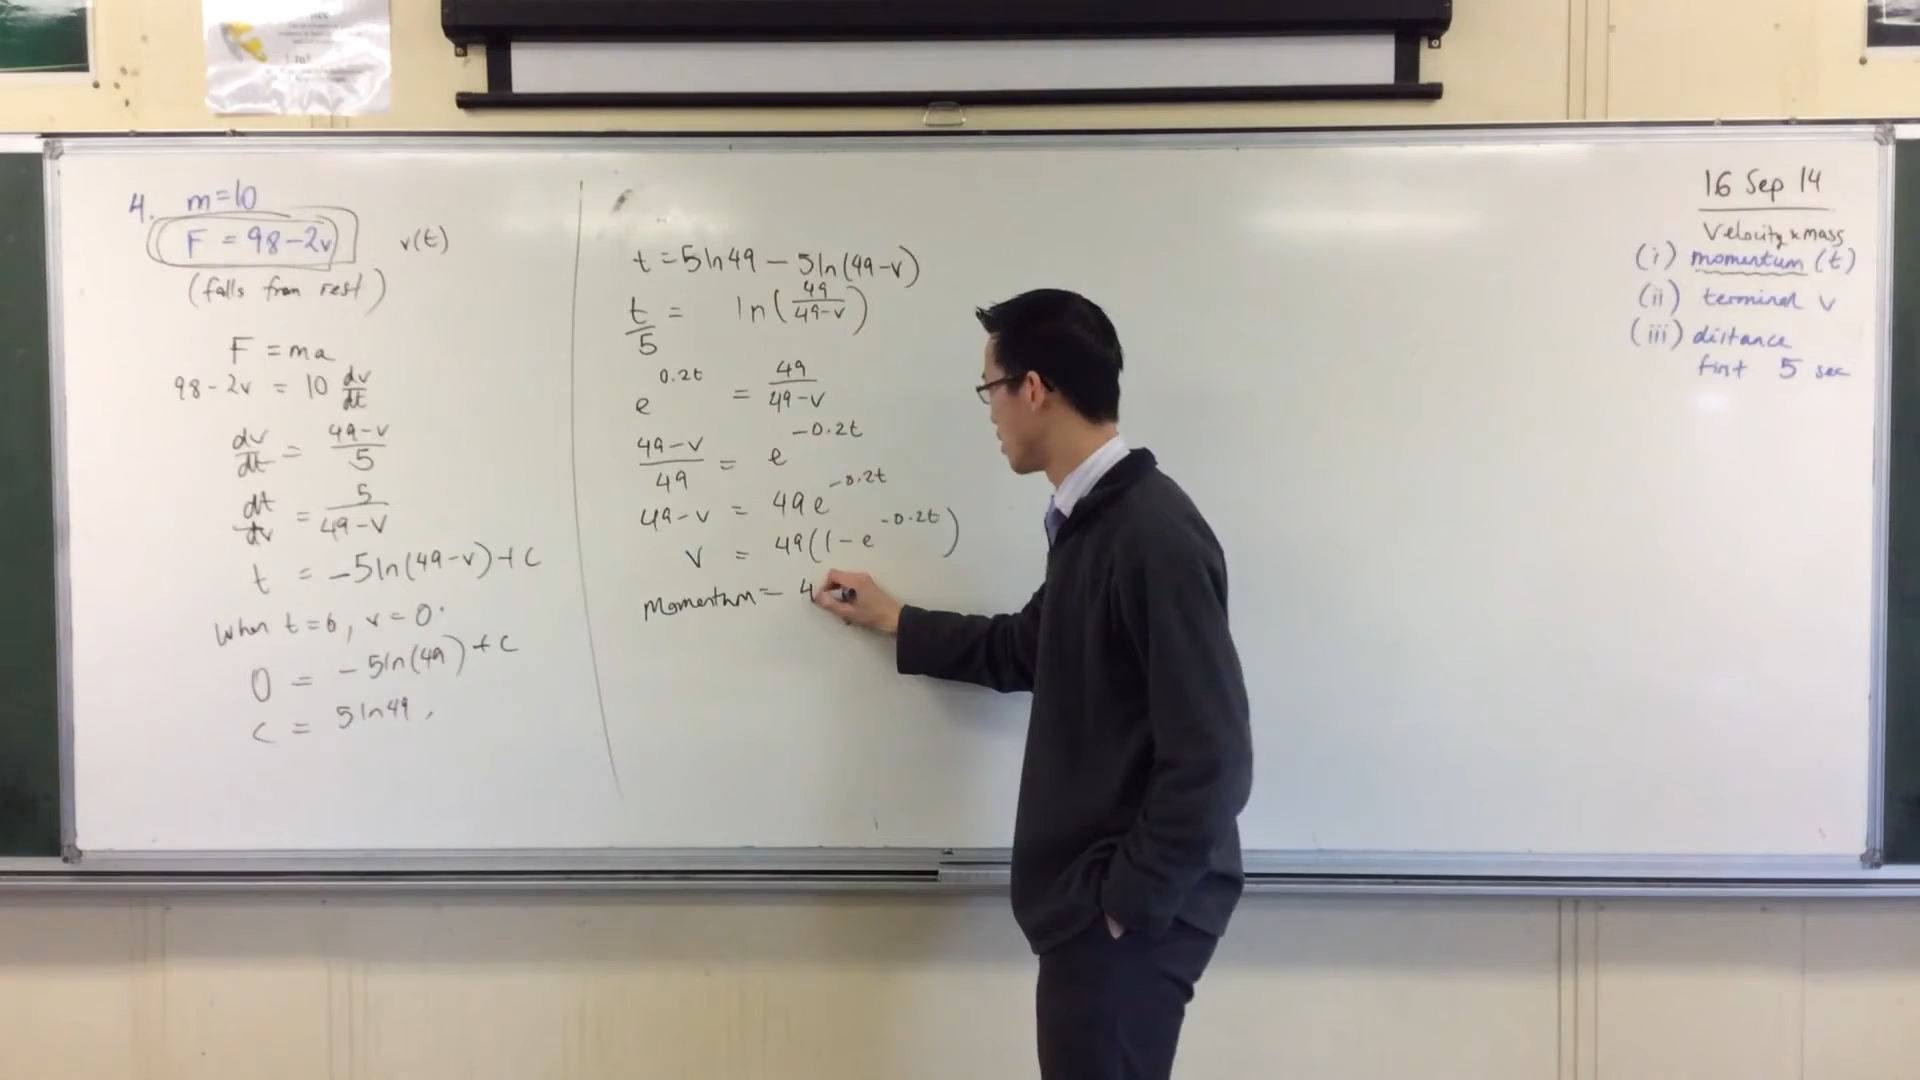 4. m=10
F = 98-2v v(t)
(falls from rest)
F = ma
98-2v = 10 dv/dt
dv/dt = 49-v/5
dt/dv = 5/49-v
t = -5ln(49-v)+c
When t=0, v=0.
0 = -5ln(49)+c
c = 5ln49,
t=5ln49 - 5ln(49-v)
t/5 = ln(49/49-v)
e^0.2t = 49/49-v
49-v/49 = e^-0.2t
49-v = 49e^-0.2t
v = 49(1-e^-0.2t)
Momentum = 4
16 Sep 14
Velocity x mass
(i) momentum (t)
(ii) terminal v
(iii) distance
first 5 sec